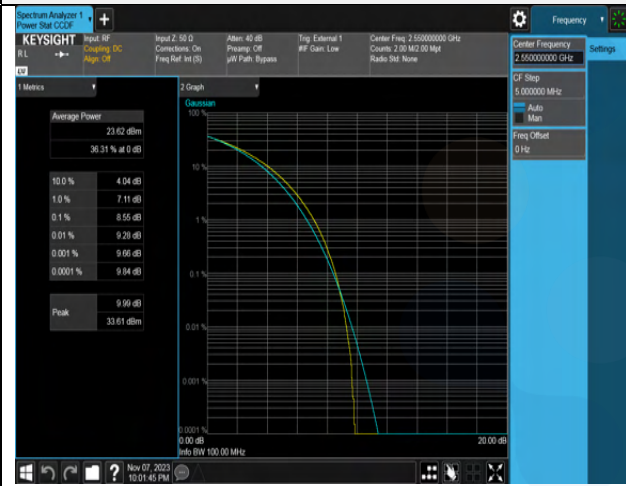 Spectrum Analyzer 1
Power Stat CCDF
+
Frequency
KEYSIGHT
RL
Input: RF
Coupling: DC
Align: Off
Input Z: 50 Ω
Corrections: On
Freq Ref: Int (S)
Atten: 40 dB
Preamp: Off
µW Path: Bypass
Trig: External 1
#IF Gain: Low
Center Freq: 2.550000000 GHz
Counts: 2.00 M/2.00 Mpt
Radio Std: None
Center Frequency
2.550000000 GHz
Settings
CF Step
5.000000 MHz
Auto
Man
Freq Offset
0 Hz
1 Metrics
Average Power
23.62 dBm
36.31 % at 0 dB
10.0 % 4.04 dB
1.0 % 7.11 dB
0.1 % 8.55 dB
0.01 % 9.28 dB
0.001 % 9.66 dB
0.0001 % 9.84 dB
Peak
9.99 dB
33.61 dBm
2 Graph
Gaussian
100 %
10 %
1 %
0.1 %
0.01 %
0.001 %
0.0001 %
0.00 dB
20.00 dB
Info BW 100.00 MHz
?
Nov 07, 2023
10:01:45 PM